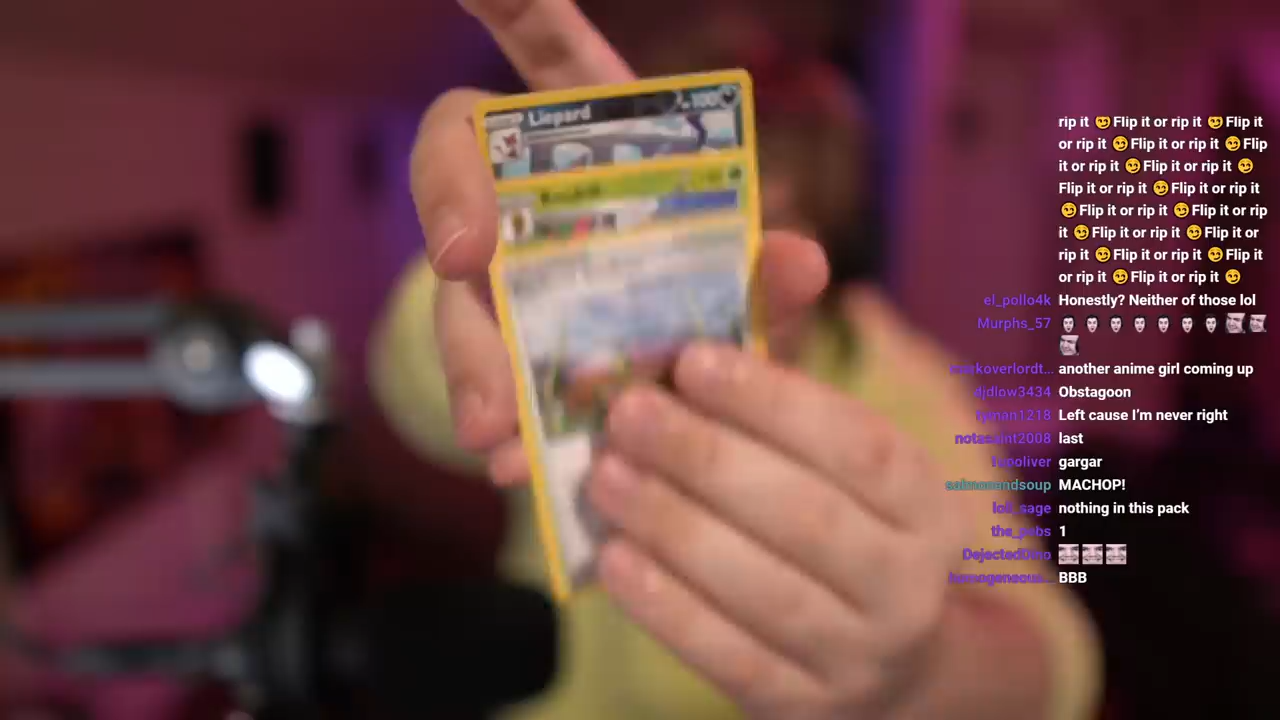 Liepard
100
rip it 😏Flip it or rip it 😏Flip it
or rip it 😏Flip it or rip it 😏Flip
it or rip it 😏Flip it or rip it 😏
Flip it or rip it 😏Flip it or rip it
😏Flip it or rip it 😏Flip it or rip
it 😏Flip it or rip it 😏Flip it or
rip it 😏Flip it or rip it 😏Flip it
or rip it 😏Flip it or rip it 😏
el_pollo4k Honestly? Neither of those lol
Murphs_57
another anime girl coming up
djdlow3434 Obstagoon
Left cause I'm never right
last
gargar
salmonandsoup MACHOP!
nothing in this pack
1
DejectedDino
BBB